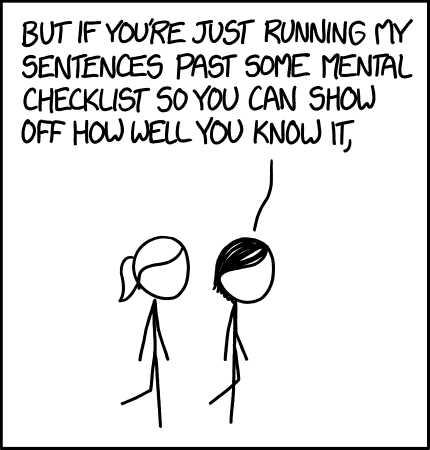 BUT IF YOU'RE JUST RUNNING MY
SENTENCES PAST SOME MENTAL
CHECKLIST SO YOU CAN SHOW
OFF HOW WELL YOU KNOW IT,